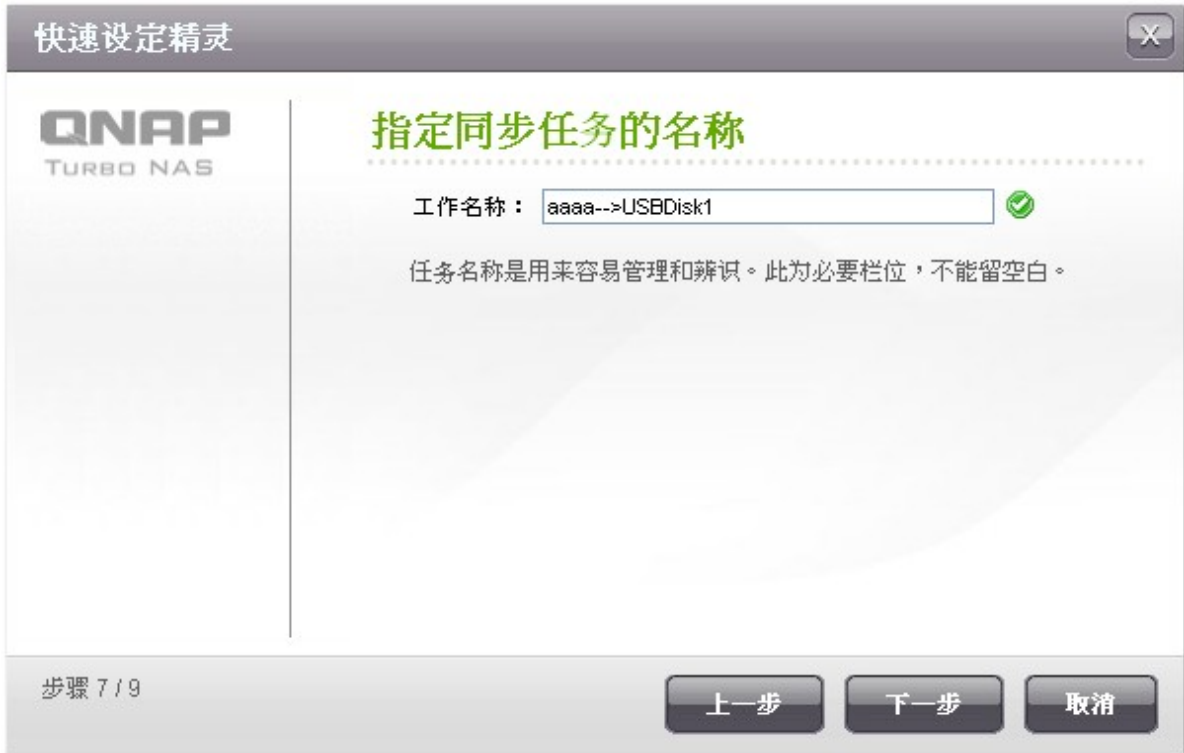 快速设定精灵
X
QNAP
TURBO NAS
指定同步任务的名称
工作名称：
aaaa-->USBDisk1
任务名称是用来容易管理和辨识。此为必要栏位，不能留空白。
步骤 7 / 9
上一步
下一步
取消